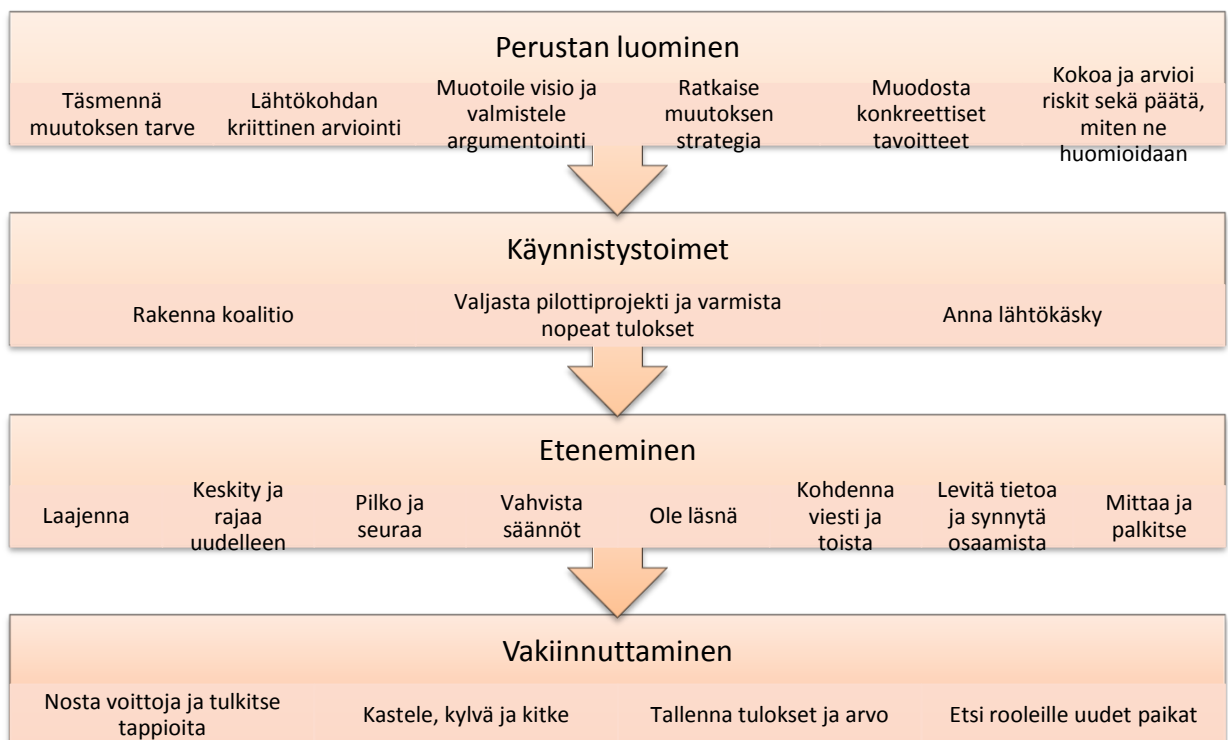 Perustan luominen
Täsmennä
muutoksen tarve
Lähtökohdan
kriittinen arviointi
Muotoile visio ja
valmistele
argumentointi
Ratkaise
muutoksen
strategia
Muodosta
konkreettiset
tavoitteet
Kokoa ja arvioi
riskit sekä päätä,
miten ne
huomioidaan
Käynnistystoimet
Rakenna koalitio
Valjasta pilottiprojekti ja varmista
nopeat tulokset
Anna lähtökäsky
Eteneminen
Laajenna
Keskity ja
rajaa
uudelleen
Pilko ja
seuraa
Vahvista
säännöt
Ole läsnä
Kohdenna
viesti ja
toista
Levitä tietoa
ja synnytä
osaamista
Mittaa ja
palkitse
Vakiinnuttaminen
Nosta voittoja ja tulkitse
tappioita
Kastele, kylvä ja kitke
Tallenna tulokset ja arvo
Etsi rooleille uudet paikat